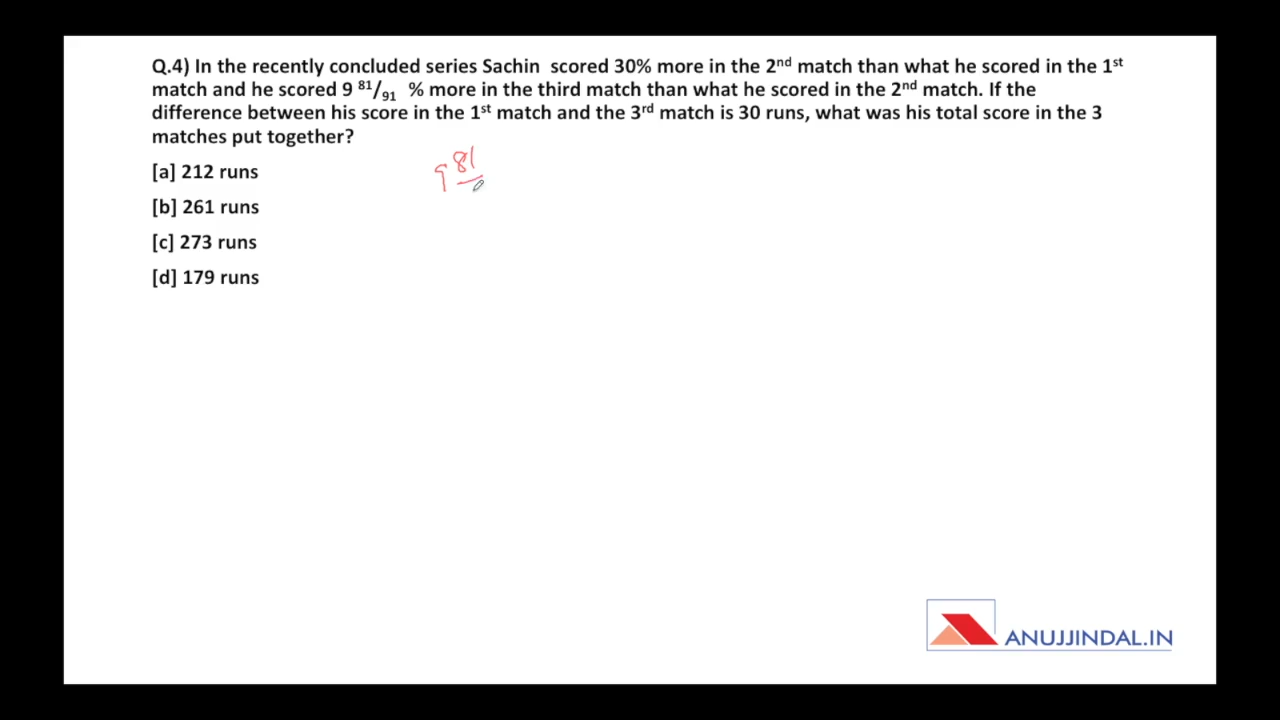 Q.4) In the recently concluded series Sachin scored 30% more in the 2nd match than what he scored in the 1st
match and he scored 9 81/91 % more in the third match than what he scored in the 2nd match. If the
difference between his score in the 1st match and the 3rd match is 30 runs, what was his total score in the 3
matches put together?
[a] 212 runs
9 81
[b] 261 runs
[c] 273 runs
[d] 179 runs
ANUJJINDAL.IN